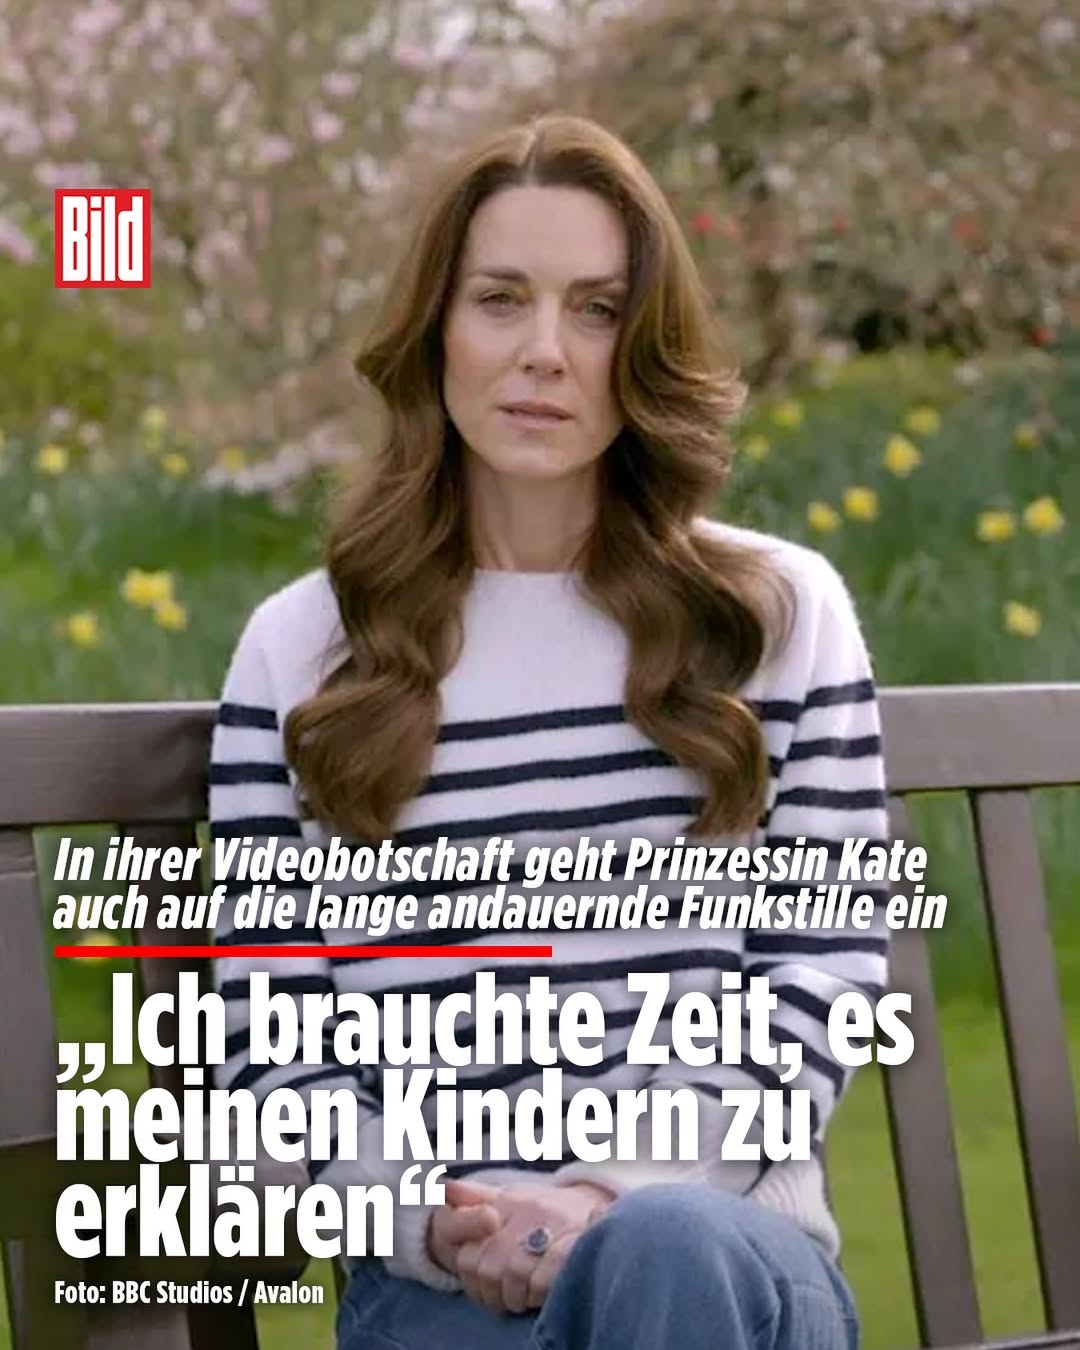 Bild
In ihrer Videobotschaft geht Prinzessin Kate
auch auf die lange andauernde Funkstille ein
„Ich brauchte Zeit, es
meinen Kindern zu
erklären“
Foto: BBC Studios / Avalon